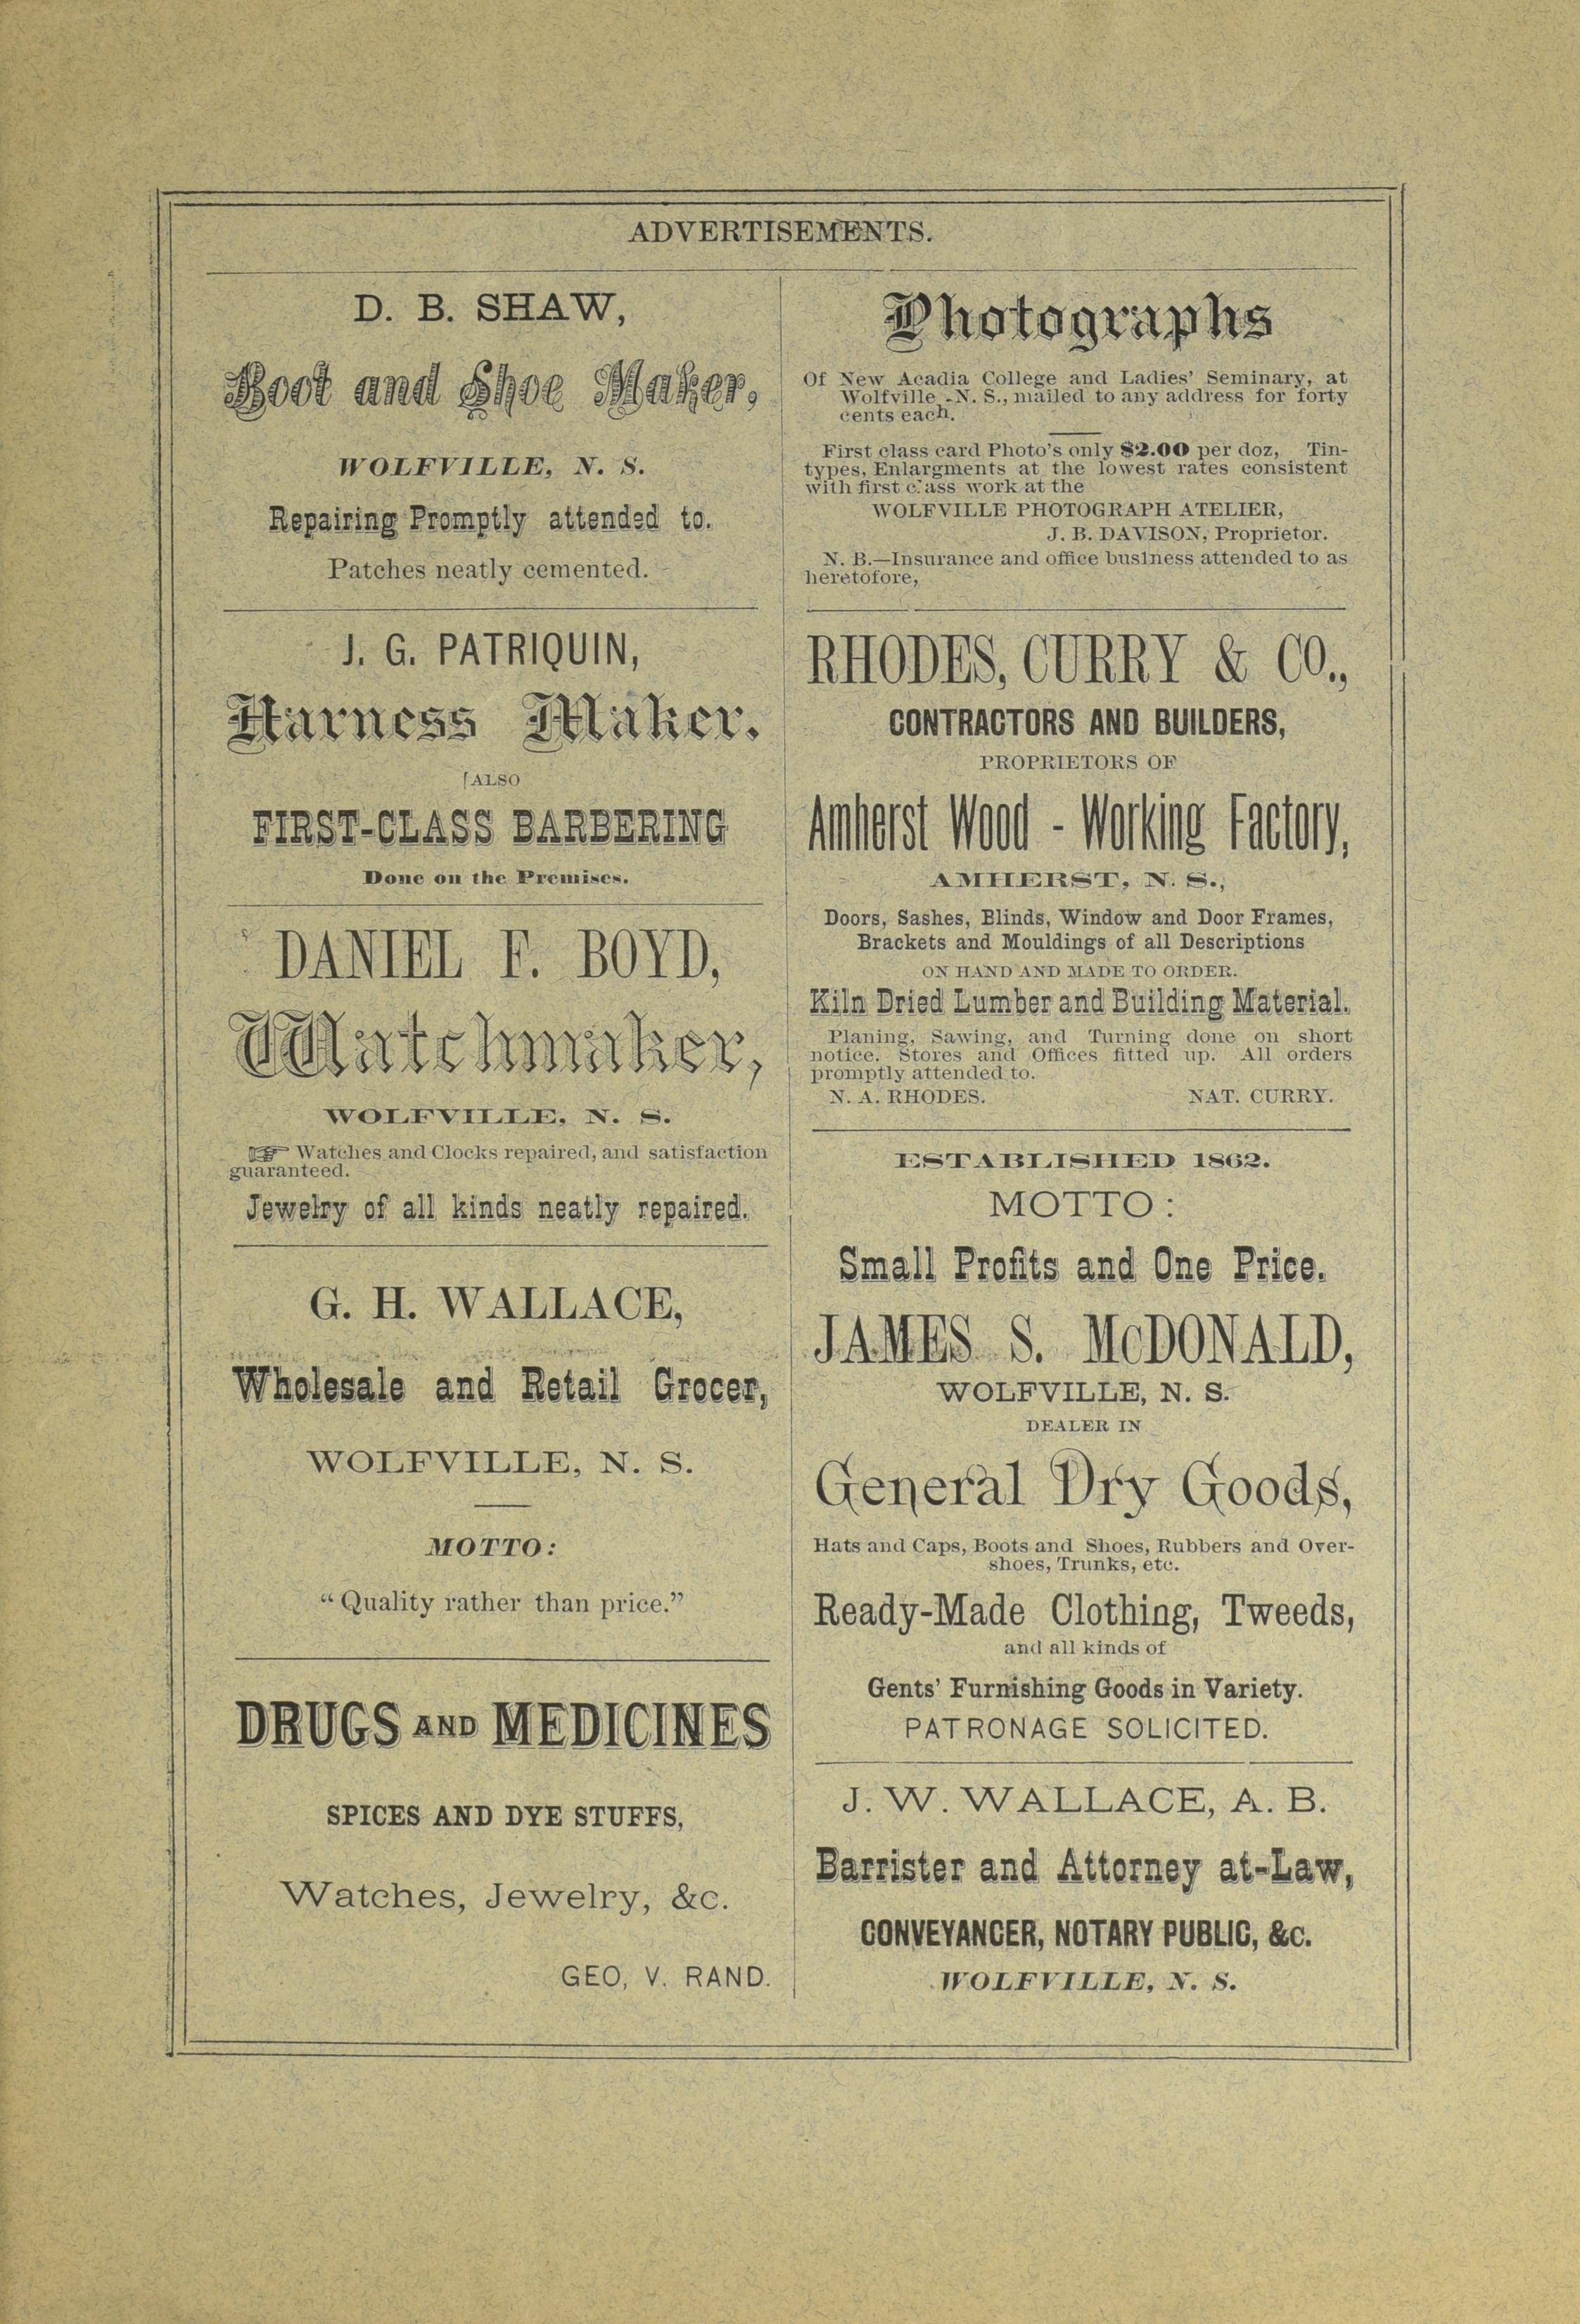 ADVERTISEMENTS.
D. B. SHAW,
Boot and Shoe Maker,
WOLFVILLE, N. S.
Repairing Promptly attended to.
Patches neatly cemented.
J. G. PATRIQUIN,
Harness Maker.
[ALSO
FIRST-CLASS BARBERING
Done on the Premises.
DANIEL F. BOYD,
Watchmaker,
WOLFVILLE, N. S.
☞ Watches and Clocks repaired, and satisfaction
guaranteed.
Jewelry of all kinds neatly repaired.
G. H. WALLACE,
Wholesale and Retail Grocer,
WOLFVILLE, N. S.
MOTTO:
“Quality rather than price.”
DRUGS AND MEDICINES
SPICES AND DYE STUFFS,
Watches, Jewelry, &c.
GEO, V. RAND.
Photographs
Of New Acadia College and Ladies’ Seminary, at
Wolfville, N. S., mailed to any address for forty
cents each.
First class card Photo’s only $2.00 per doz, Tin-
types, Enlargments at the lowest rates consistent
with first class work at the
WOLFVILLE PHOTOGRAPH ATELIER,
J. B. DAVISON, Proprietor.
N. B.—Insurance and office business attended to as
heretofore,
RHODES, CURRY & CO.,
CONTRACTORS AND BUILDERS,
PROPRIETORS OF
Amherst Wood - Working Factory,
AMHERST, N. S.,
Doors, Sashes, Blinds, Window and Door Frames,
Brackets and Mouldings of all Descriptions
ON HAND AND MADE TO ORDER.
Kiln Dried Lumber and Building Material.
Planing, Sawing, and Turning done on short
notice. Stores and Offices fitted up. All orders
promptly attended to.
N. A. RHODES. NAT. CURRY.
ESTABLISHED 1862.
MOTTO:
Small Profits and One Price.
JAMES S. McDONALD,
WOLFVILLE, N. S.
DEALER IN
General Dry Goods,
Hats and Caps, Boots and Shoes, Rubbers and Over-
shoes, Trunks, etc.
Ready-Made Clothing, Tweeds,
and all kinds of
Gents’ Furnishing Goods in Variety.
PATRONAGE SOLICITED.
J. W. WALLACE, A. B.
Barrister and Attorney at-Law,
CONVEYANCER, NOTARY PUBLIC, &c.
WOLFVILLE, N. S.